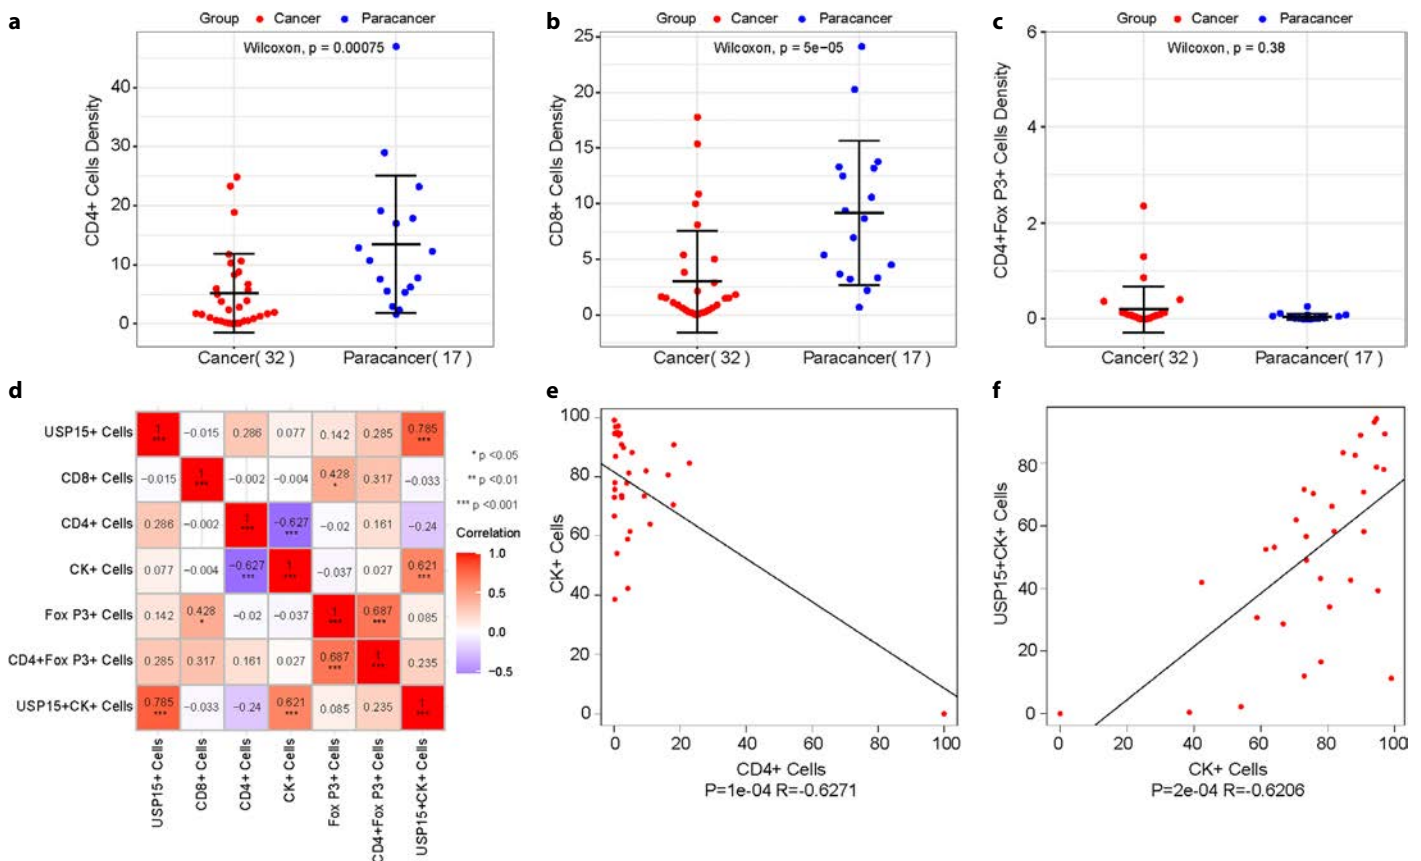 a
Group Cancer Paracancer
Wilcoxon, p = 0.00075
CD4+ Cells Density
40
30
20
10
0
Cancer( 32 ) Paracancer( 17 )
b
Group Cancer Paracancer
Wilcoxon, p = 5e−05
CD8+ Cells Density
25
20
15
10
5
0
Cancer( 32 ) Paracancer( 17 )
c
Group Cancer Paracancer
Wilcoxon, p = 0.38
CD4+Fox P3+ Cells Density
6
4
2
0
Cancer( 32 ) Paracancer( 17 )
d
USP15+ Cells 1 *** −0.015 0.286 0.077 0.142 0.285 0.785 ***
CD8+ Cells −0.015 1 *** −0.002 −0.004 0.428 * 0.317 −0.033
CD4+ Cells 0.286 −0.002 1 *** −0.627 *** −0.02 0.161 −0.24
CK+ Cells 0.077 −0.004 −0.627 *** 1 *** −0.037 0.027 0.621 ***
Fox P3+ Cells 0.142 0.428 * −0.02 −0.037 1 *** 0.687 *** 0.085
CD4+Fox P3+ Cells 0.285 0.317 0.161 0.027 0.687 *** 1 *** 0.235
USP15+CK+ Cells 0.785 *** −0.033 −0.24 0.621 *** 0.085 0.235 1 ***
USP15+ Cells
CD8+ Cells
CD4+ Cells
CK+ Cells
Fox P3+ Cells
CD4+Fox P3+ Cells
USP15+CK+ Cells
* p <0.05
** p <0.01
*** p <0.001
Correlation
1.0
0.5
0.0
−0.5
e
CK+ Cells
100
80
60
40
20
0
0 20 40 60 80 100
CD4+ Cells
P=1e-04 R=-0.6271
f
USP15+CK+ Cells
80
60
40
20
0
0 20 40 60 80 100
CK+ Cells
P=2e-04 R=-0.6206